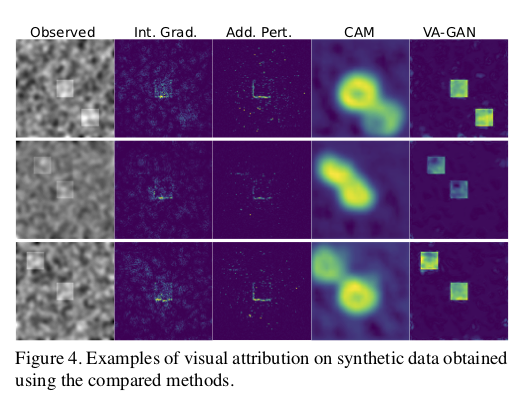 Observed Int. Grad. Add. Pert. CAM VA-GAN
Figure 4. Examples of visual attribution on synthetic data obtained
using the compared methods.